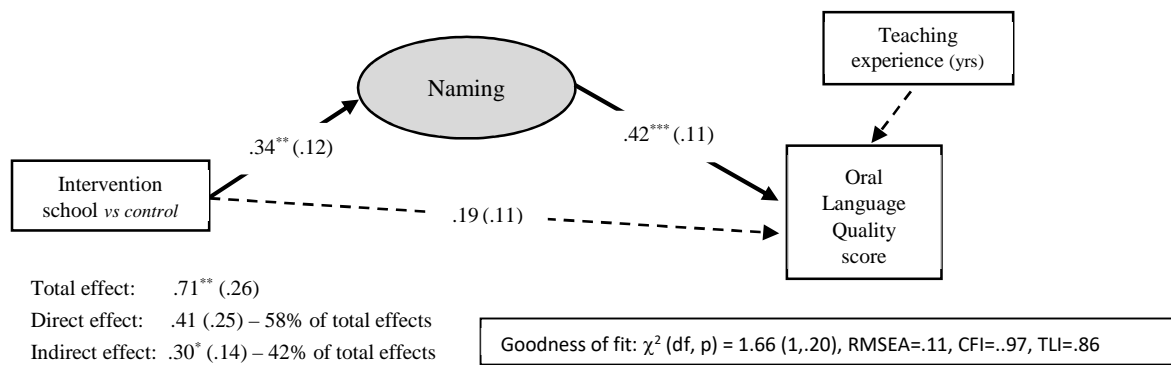 Teaching
experience (yrs)
Naming
.34** (.12)
.42*** (.11)
Intervention
school vs control
.19 (.11)
Oral
Language
Quality
score
Total effect: .71** (.26)
Direct effect: .41 (.25) – 58% of total effects
Indirect effect: .30* (.14) – 42% of total effects
Goodness of fit: χ² (df, p) = 1.66 (1,.20), RMSEA=.11, CFI=..97, TLI=.86